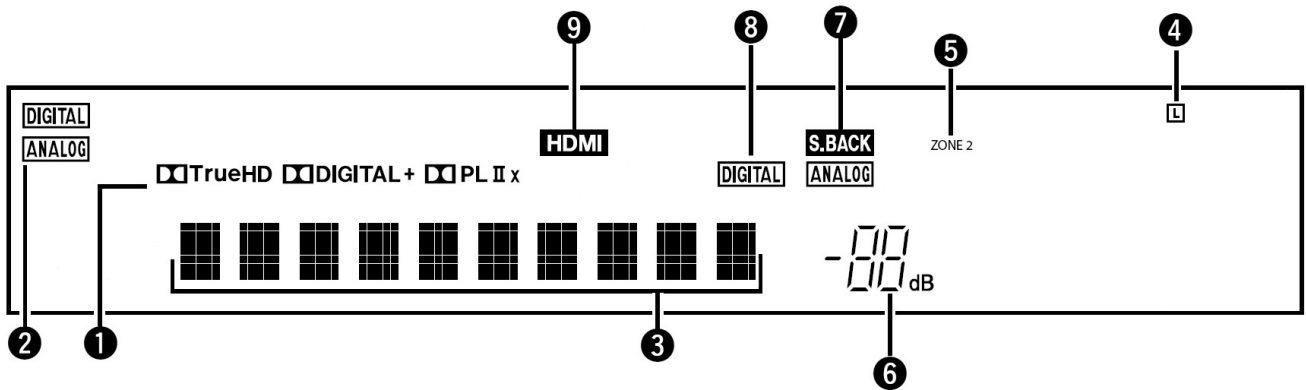 9 8 7 5 4
DIGITAL L
ANALOG HDMI S.BACK ZONE 2
TrueHD DIGITAL+ PL II x DIGITAL ANALOG
-88 dB
2 1 3 6